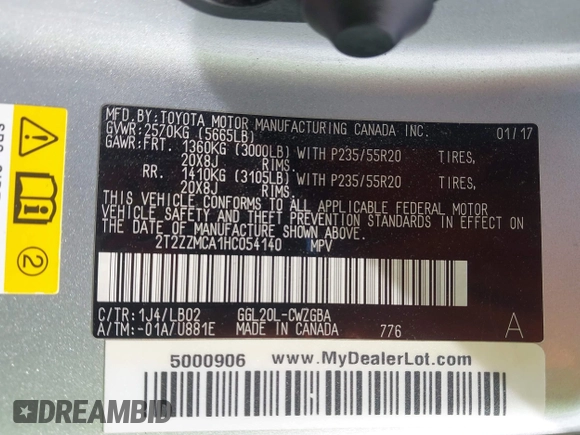 MFD.BY:TOYOTA MOTOR MANUFACTURING CANADA INC. 01/17
GVWR:2570KG (5665LB)
GAWR:FRT. 1360KG (3000LB) WITH P235/55R20 TIRES,
20X8J RIMS.
RR. 1410KG (3105LB) WITH P235/55R20 TIRES,
20X8J RIMS.
THIS VEHICLE CONFORMS TO ALL APPLICABLE FEDERAL MOTOR
VEHICLE SAFETY AND THEFT PREVENTION STANDARDS IN EFFECT ON
THE DATE OF MANUFACTURE SHOWN ABOVE.
2T2ZZMCA1HC054140 MPV
C/TR:1J4/LB02 GGL20L-CWZGBA
A/TM:-01A/U881E MADE IN CANADA 776 A
2
5000906 www.MyDealerLot.com
DREAMBID